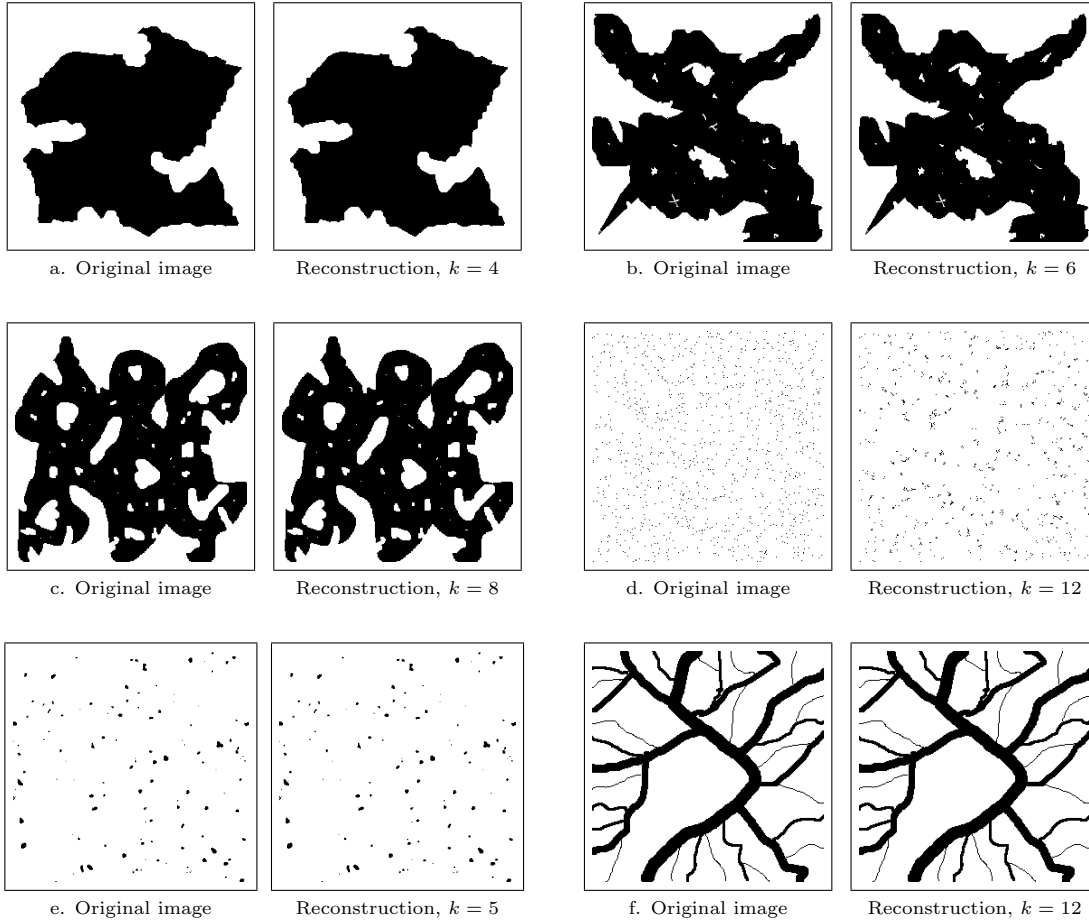 a. Original image
Reconstruction, k = 4
b. Original image
Reconstruction, k = 6
c. Original image
Reconstruction, k = 8
d. Original image
Reconstruction, k = 12
e. Original image
Reconstruction, k = 5
f. Original image
Reconstruction, k = 12